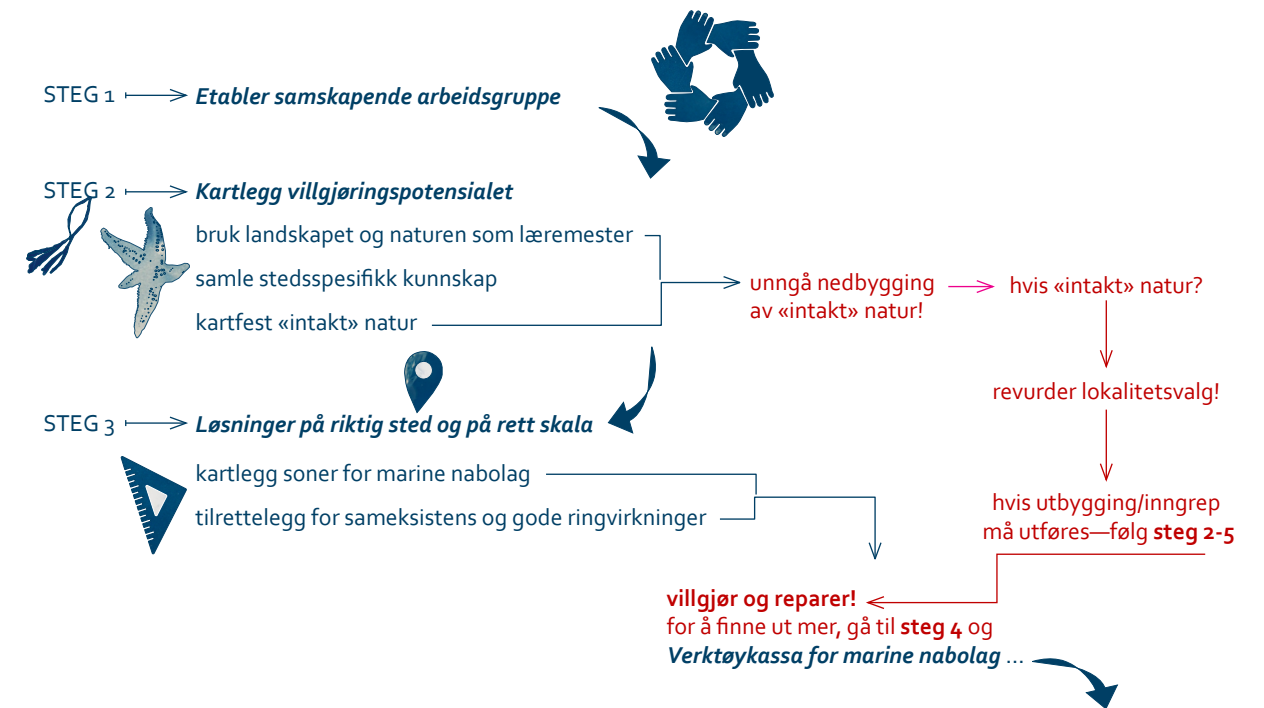 STEG 1 Etabler samskapende arbeidsgruppe
STEG 2 Kartlegg villgjøringspotensialet
bruk landskapet og naturen som læremester
samle stedsspesifikk kunnskap
kartfest «intakt» natur
unngå nedbygging
av «intakt» natur!
hvis «intakt» natur?
revurder lokalitetsvalg!
hvis utbygging/inngrep
må utføres—følg steg 2-5
STEG 3 Løsninger på riktig sted og på rett skala
kartlegg soner for marine nabolag
tilrettelegg for sameksistens og gode ringvirkninger
villgjør og reparer!
for å finne ut mer, gå til steg 4 og
Verktøykassa for marine nabolag ...